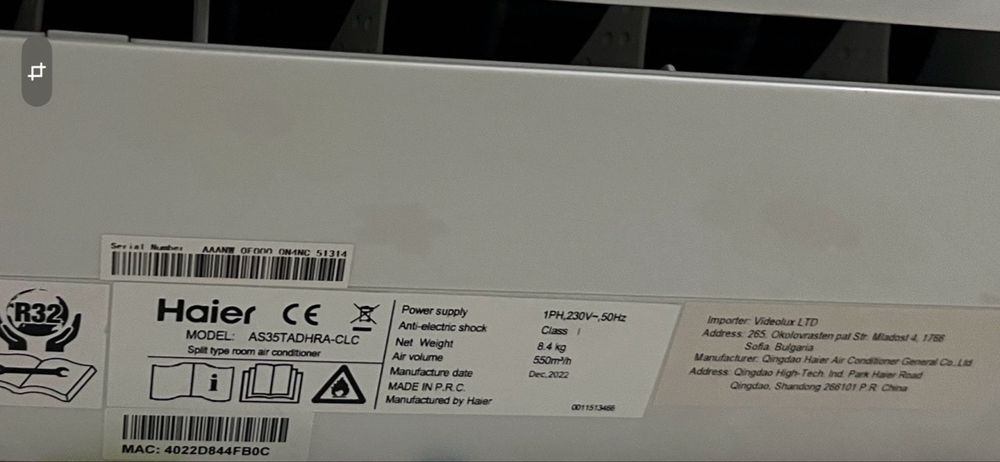 Serial Number AAANW 0F000 0N4NC 51314
R32
Haier CE
MODEL: AS35TADHRA-CLC
Split type room air conditioner
i
Power supply 1PH,230V~,50Hz
Anti-electric shock Class I
Net Weight 8.4 kg
Air volume 550m³/h
Manufacture date Dec,2022
MADE IN P.R.C.
Manufactured by Haier
0011513466
Importer: Videolux LTD
Address: 265, Okolovrasten pat Str. Mladost 4, 1766
Sofia, Bulgaria
Manufacturer: Qingdao Haier Air Conditioner General Co.,Ltd
Address: Qingdao High-Tech Ind. Park Haier Road
Qingdao, Shandong 266101 P.R. China
MAC: 4022D844FB0C